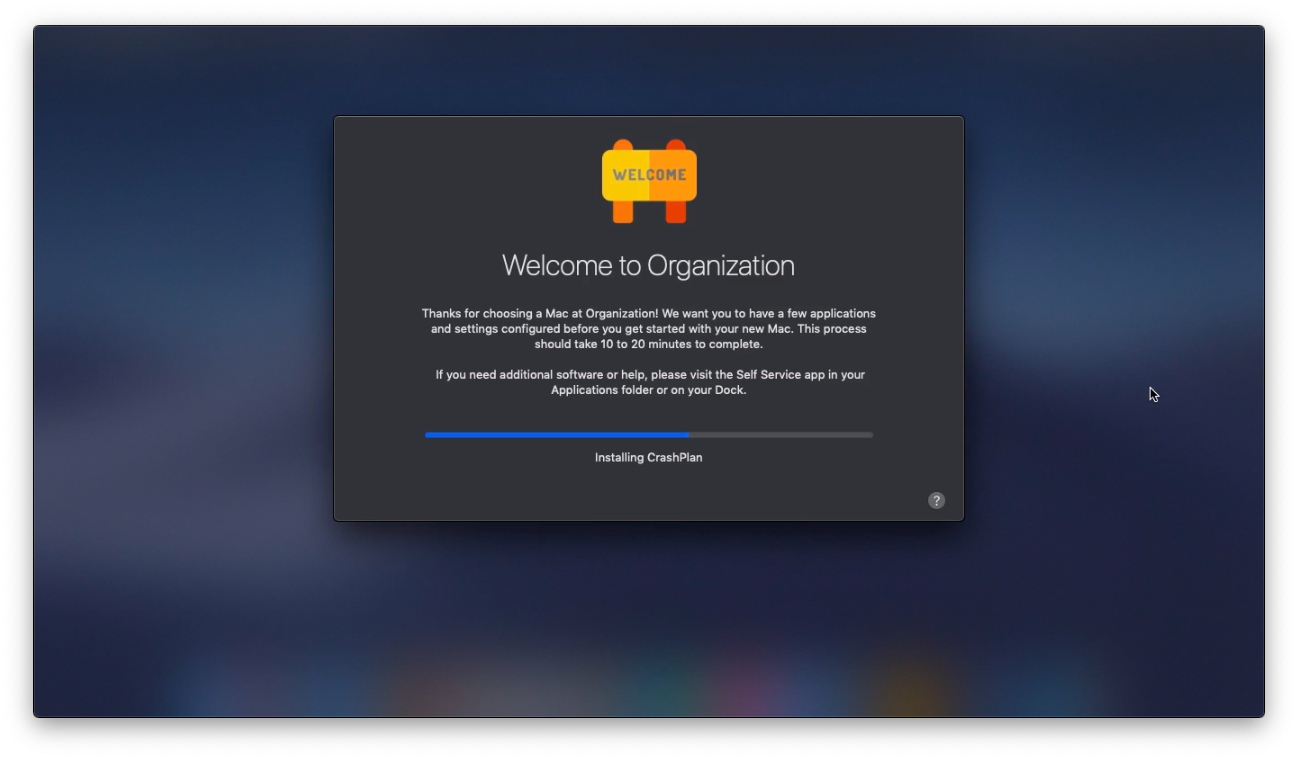 WELCOME
Welcome to Organization
Thanks for choosing a Mac at Organization! We want you to have a few applications
and settings configured before you get started with your new Mac. This process
should take 10 to 20 minutes to complete.
If you need additional software or help, please visit the Self Service app in your
Applications folder or on your Dock.
Installing CrashPlan
?